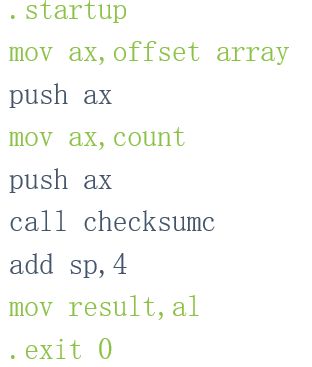 .startup
mov ax,offset array
push ax
mov ax,count
push ax
call checksumc
add sp,4
mov result,al
.exit 0